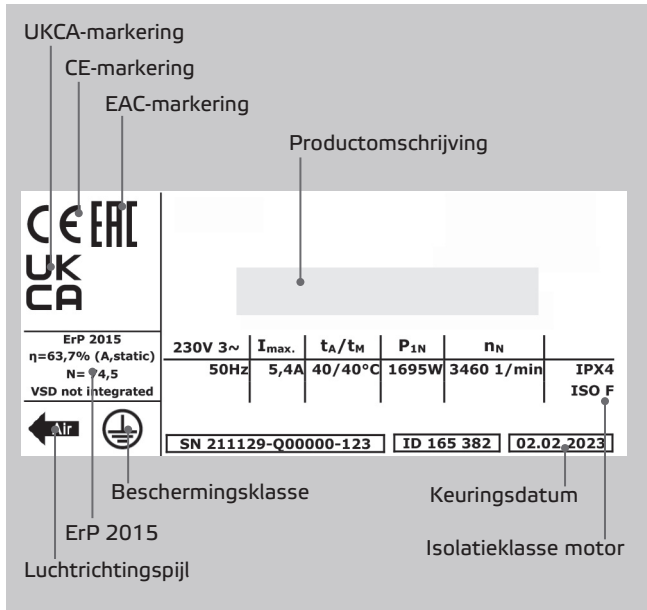 UKCA-markering
CE-markering
EAC-markering
Productomschrijving
CE EAC
UK
CA
ErP 2015
η=63,7% (A,static)
N= 74,5
VSD not integrated
230V 3~ Imax. tA/tM P1N nN
50Hz 5,4A 40/40°C 1695W 3460 1/min IPX4
ISO F
Air
SN 211129-Q00000-123 ID 165 382 02.02.2023
Beschermingsklasse
Keuringsdatum
ErP 2015
Isolatieklasse motor
Luchtrichtingspijl